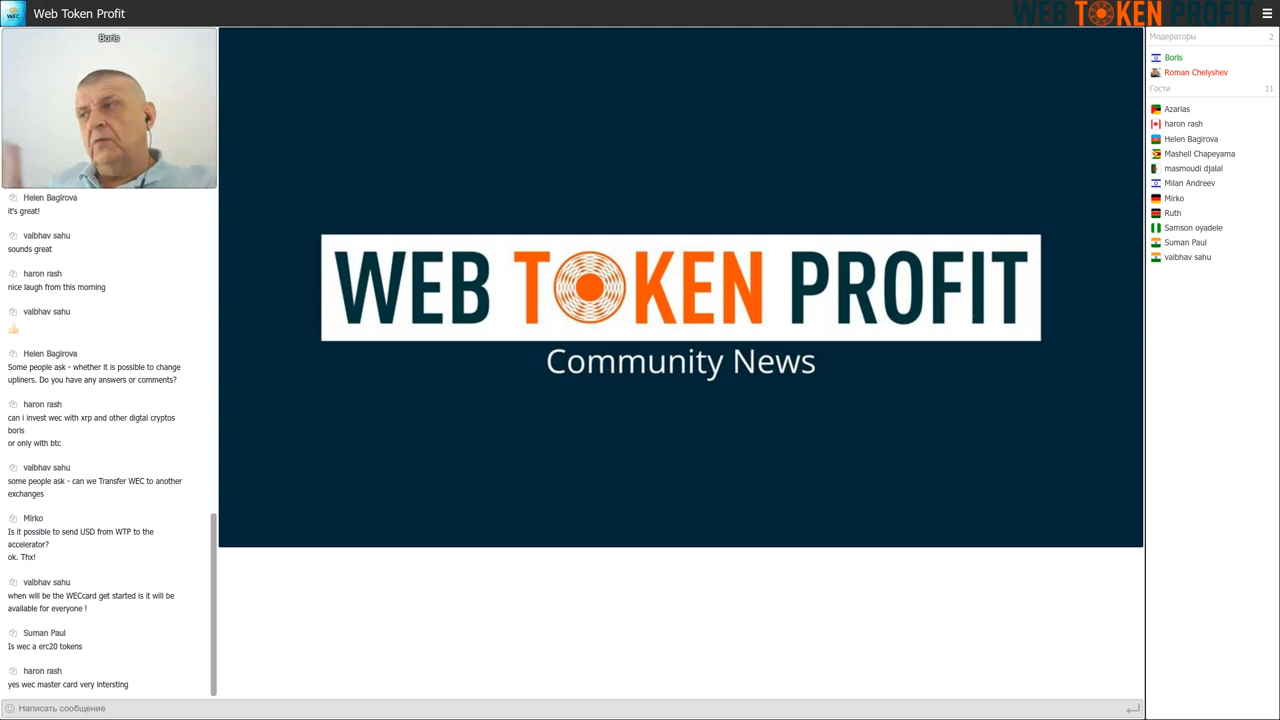 WEC
Web Token Profit
WEB TOKEN PROFIT
Boris
Helen Bagirova
it's great!
vaibhav sahu
sounds great
haron rash
nice laugh from this morning
vaibhav sahu
Helen Bagirova
Some people ask - whether it is possible to change
upliners. Do you have any answers or comments?
haron rash
can i invest wec with xrp and other digtal cryptos
boris
or only with btc
vaibhav sahu
some people ask - can we Transfer WEC to another
exchanges
Mirko
Is it possible to send USD from WTP to the
accelerator?
ok. Thx!
vaibhav sahu
when will be the WECcard get started is it will be
available for everyone !
Suman Paul
Is wec a erc20 tokens
haron rash
yes wec master card very intersting
Написать сообщение
WEB TOKEN PROFIT
Community News
Модераторы 2
Boris
Roman Chelyshev
Гости 11
Azarias
haron rash
Helen Bagirova
Mashell Chapeyama
masmoudi djalal
Milan Andreev
Mirko
Ruth
Samson oyadele
Suman Paul
vaibhav sahu